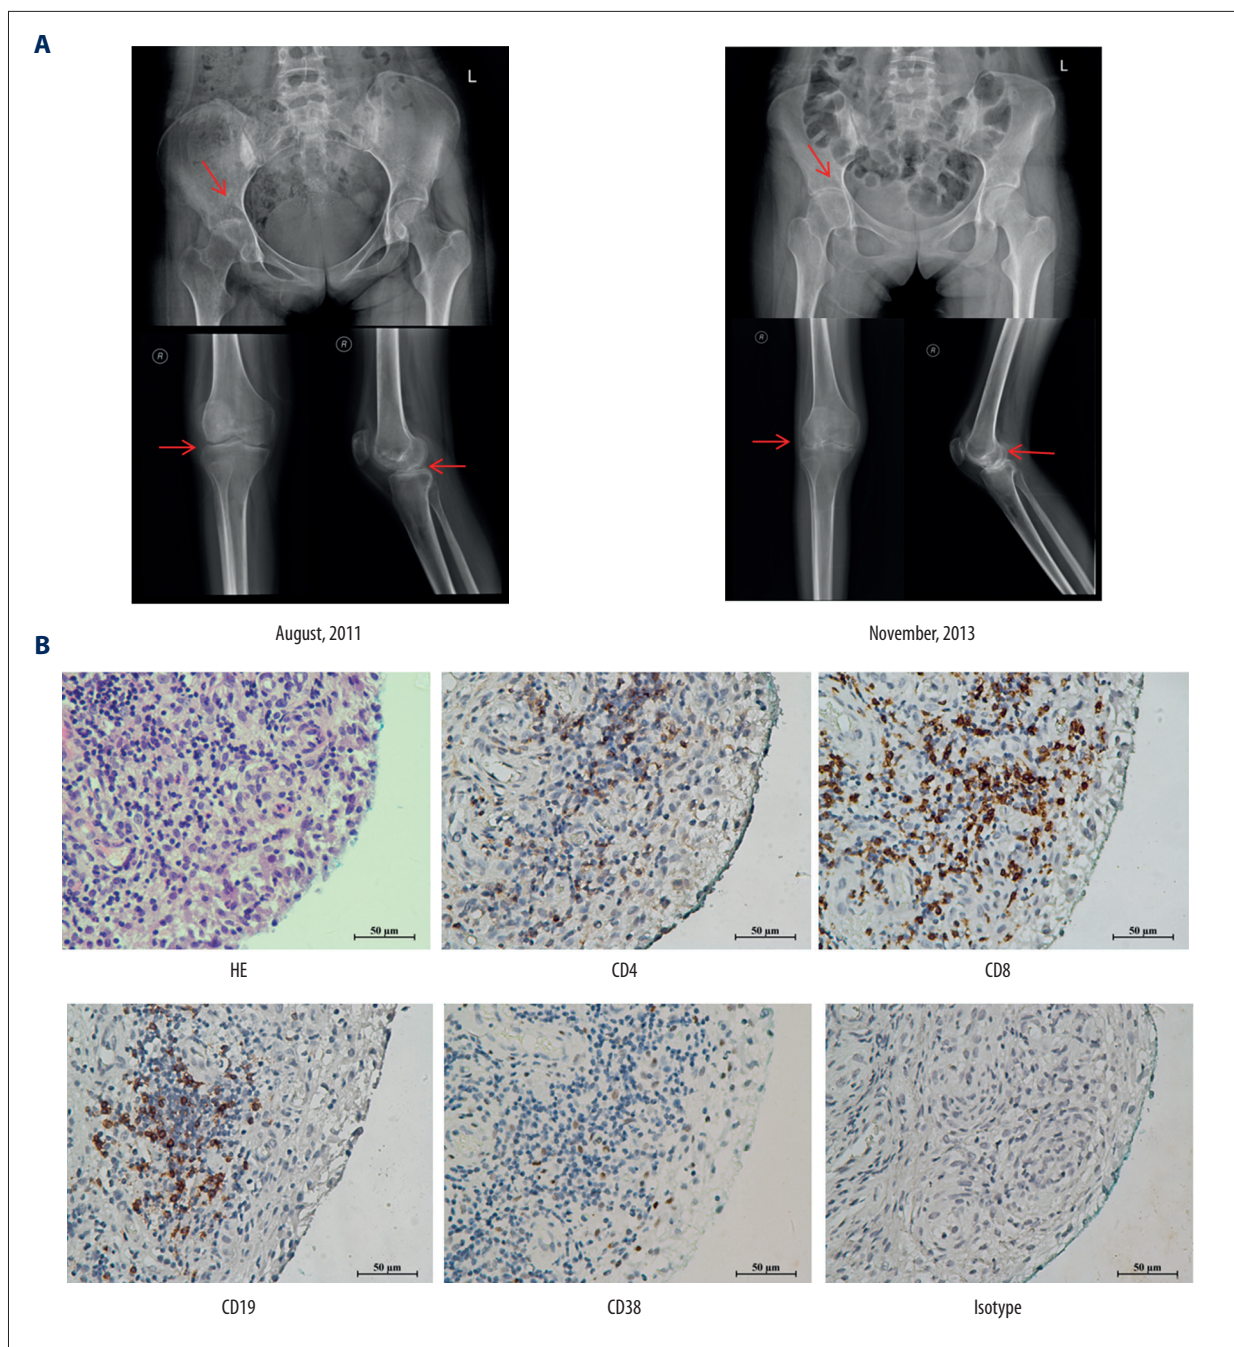 A
L
L
R
R
R
R
August, 2011
November, 2013
B
50 µm
50 µm
50 µm
HE
CD4
CD8
50 µm
50 µm
50 µm
CD19
CD38
Isotype